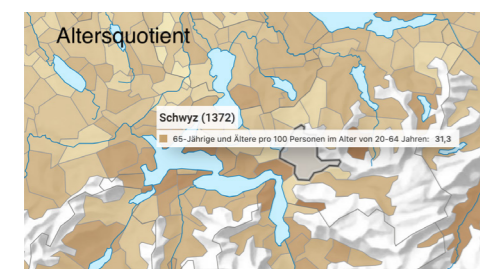 Altersquotient
Schwyz (1372)
65-Jährige und Ältere pro 100 Personen im Alter von 20-64 Jahren: 31,3